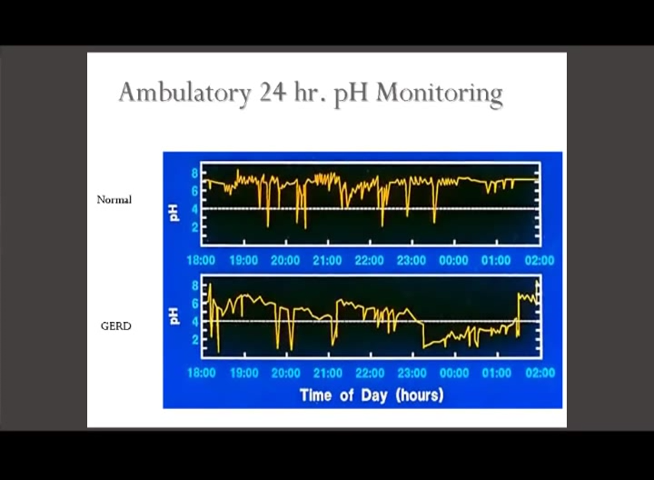 Ambulatory 24 hr. pH Monitoring
Normal
pH
8
6
4
2
18:00 19:00 20:00 21:00 22:00 23:00 00:00 01:00 02:00
GERD
pH
8
6
4
2
18:00 19:00 20:00 21:00 22:00 23:00 00:00 01:00 02:00
Time of Day (hours)